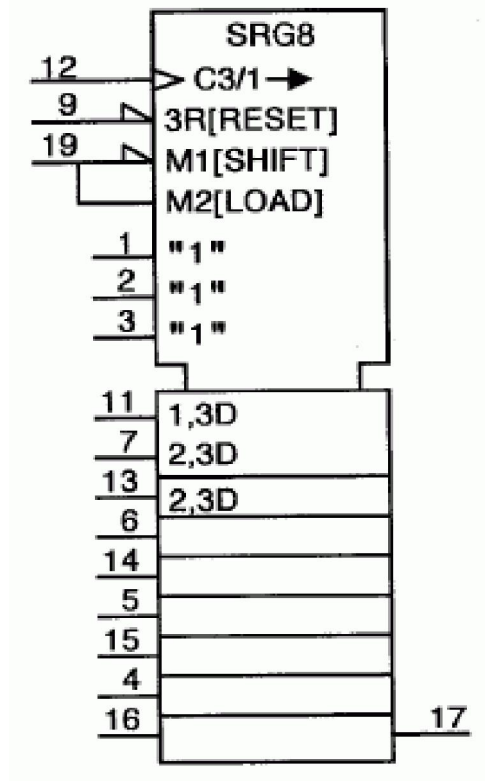 SRG8
12 C3/1
9 3R[RESET]
19 M1[SHIFT]
M2[LOAD]
1 "1"
2 "1"
3 "1"
11 1,3D
7 2,3D
13 2,3D
6
14
5
15
4
16 17